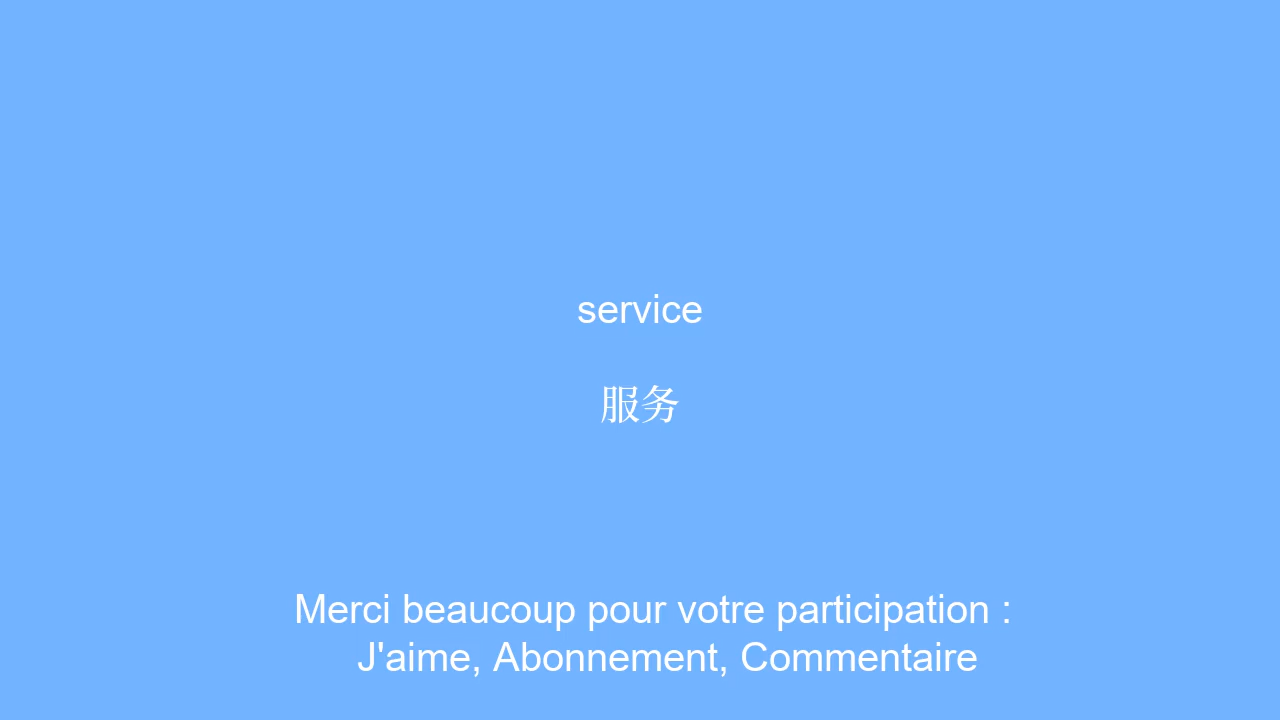 service
服务
Merci beaucoup pour votre participation :
J'aime, Abonnement, Commentaire